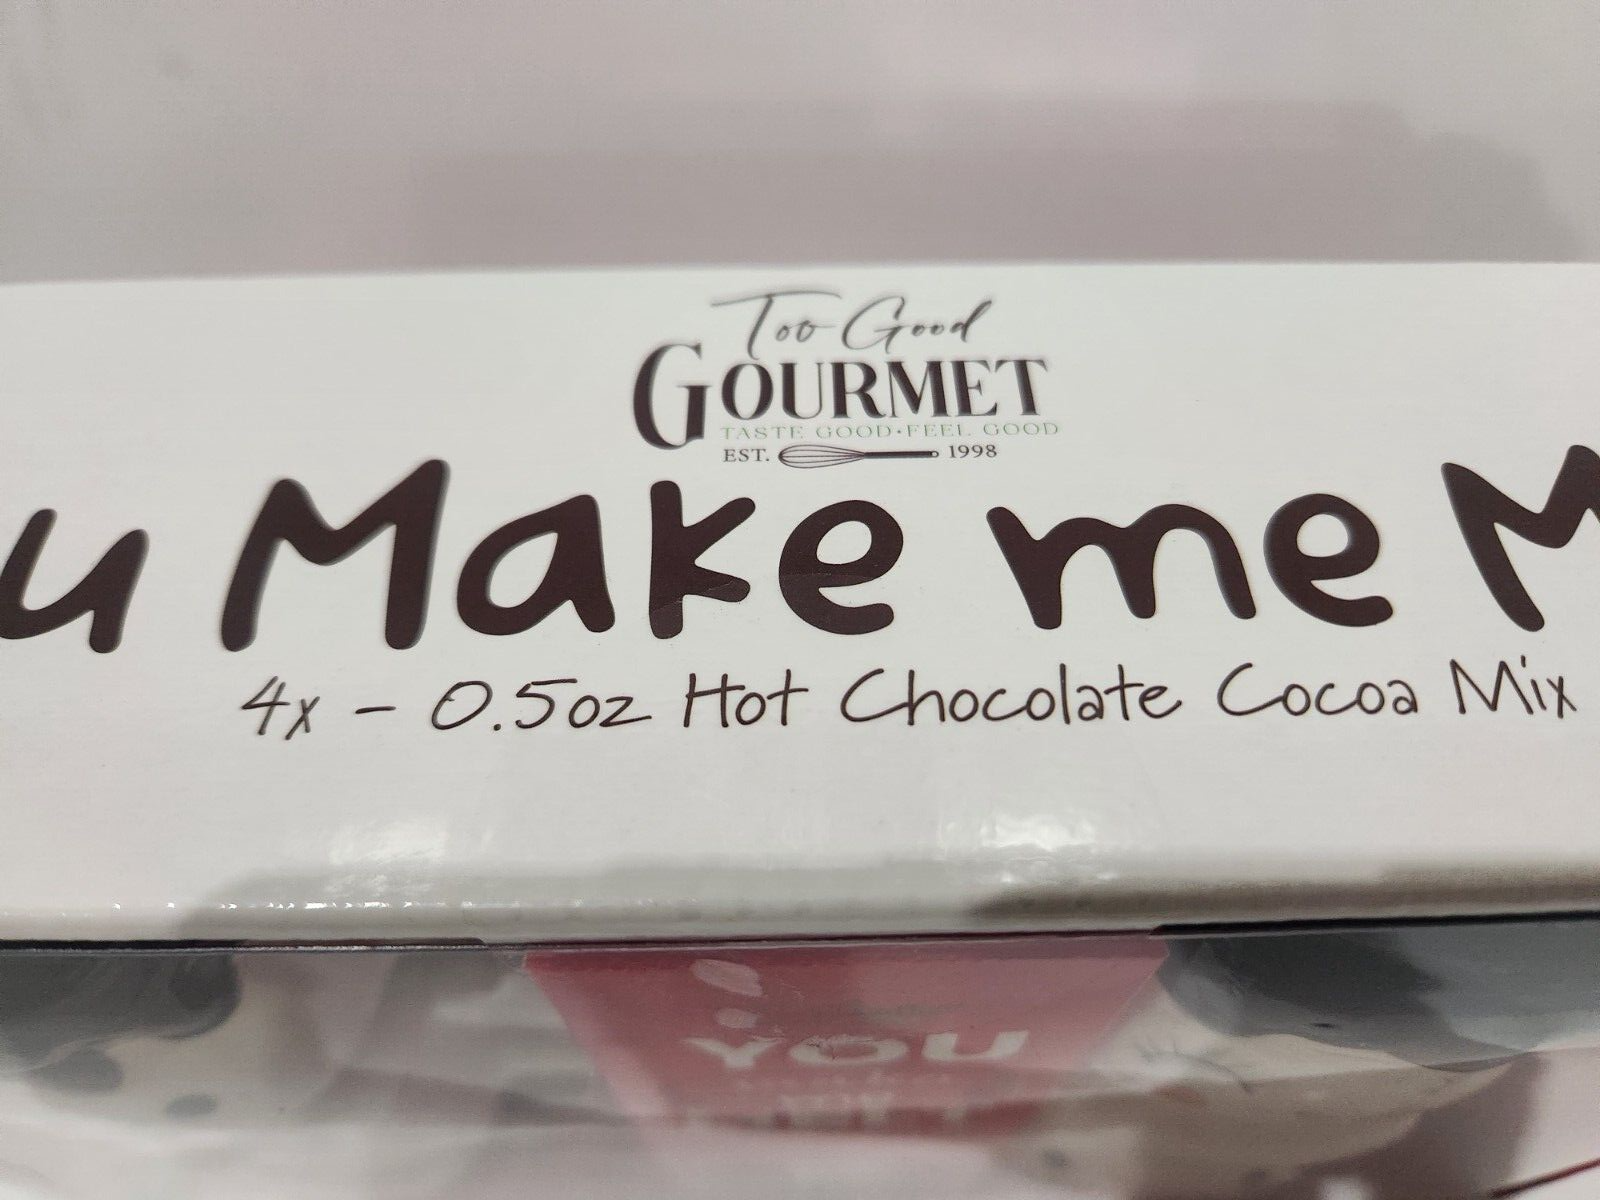 Too Good
GOURMET
TASTE GOOD•FEEL GOOD
EST. 1998
u Make me M
4x - 0.5oz Hot Chocolate Cocoa Mix
YOU